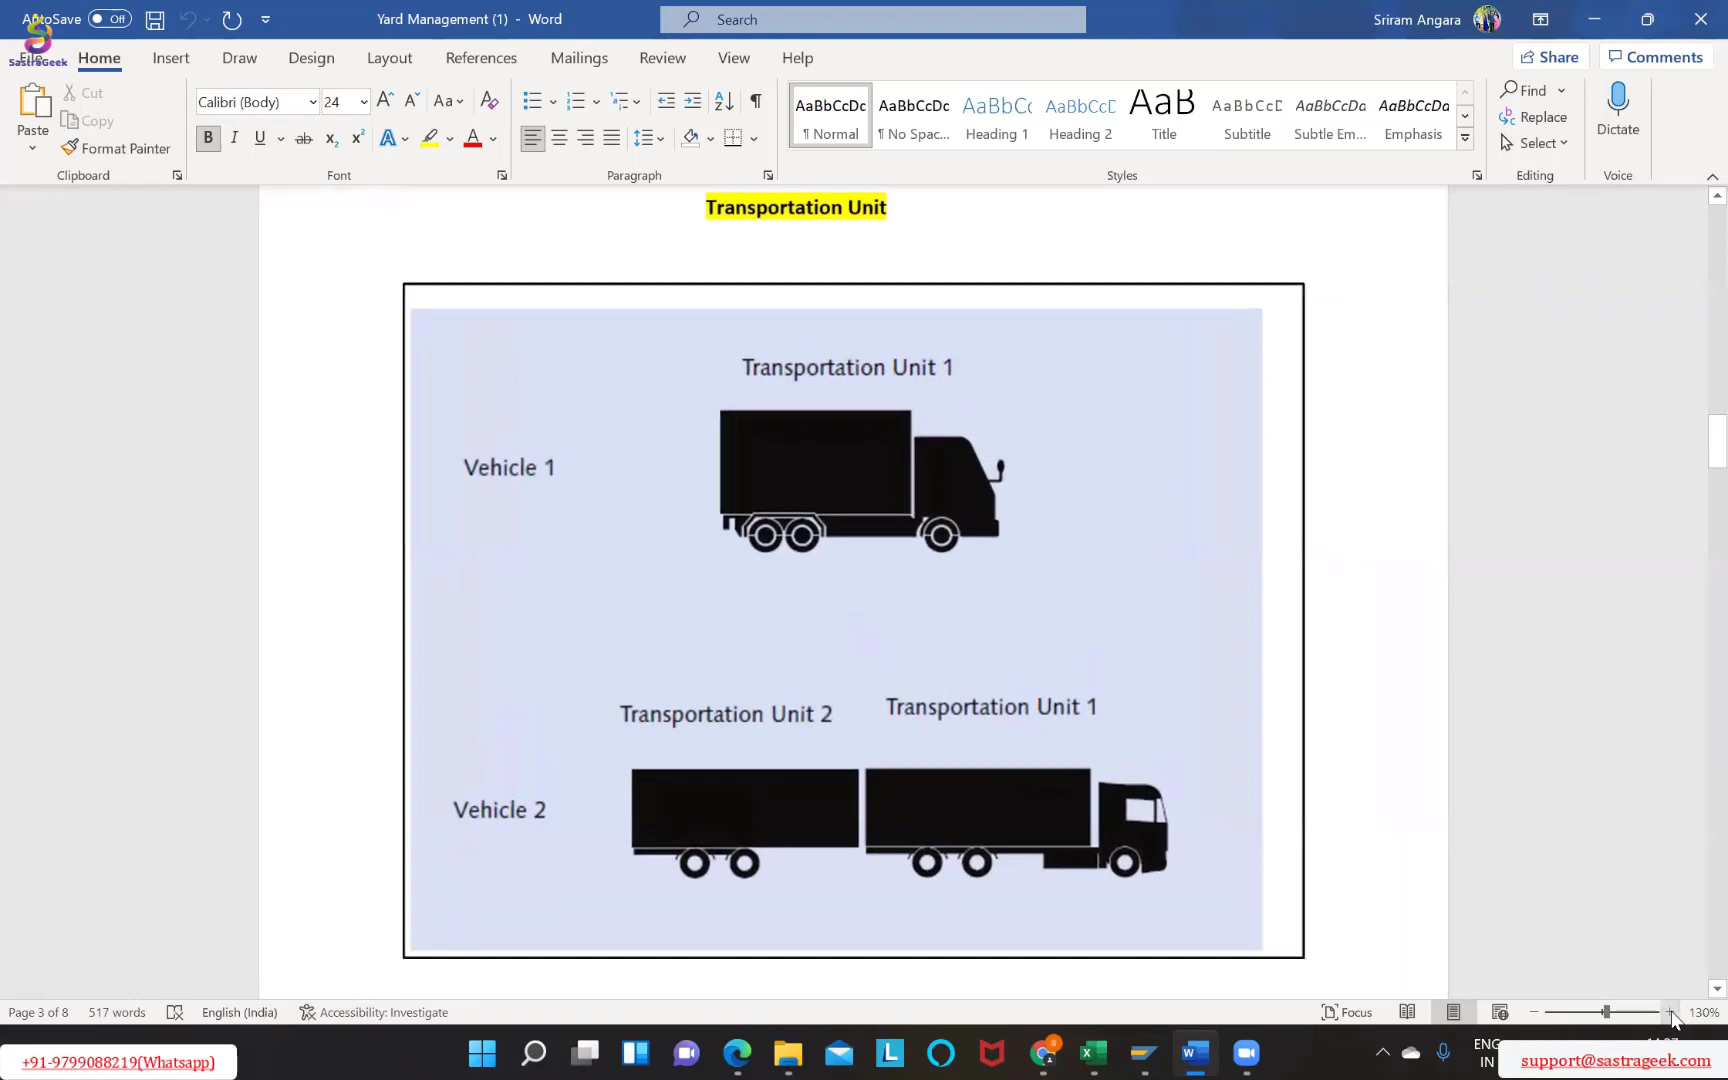 AutoSave Off
Yard Management (1) - Word
Search
Sriram Angara
SastraGeek
File Home Insert Draw Design Layout References Mailings Review View Help
Share Comments
Paste
Cut
Copy
Format Painter
Clipboard
Calibri (Body) 24
Font
Paragraph
AaBbCcDc AaBbCcDc AaBbCc AaBbCcD AaB AaBbCcD AaBbCcDa AaBbCcDa
¶ Normal ¶ No Spac... Heading 1 Heading 2 Title Subtitle Subtle Em... Emphasis
Styles
Find
Replace
Select
Editing
Dictate
Voice
Transportation Unit
Transportation Unit 1
Vehicle 1
Transportation Unit 2 Transportation Unit 1
Vehicle 2
Page 3 of 8 517 words English (India) Accessibility: Investigate Focus 130%
ENG
IN
+91-9799088219(Whatsapp)
support@sastrageek.com